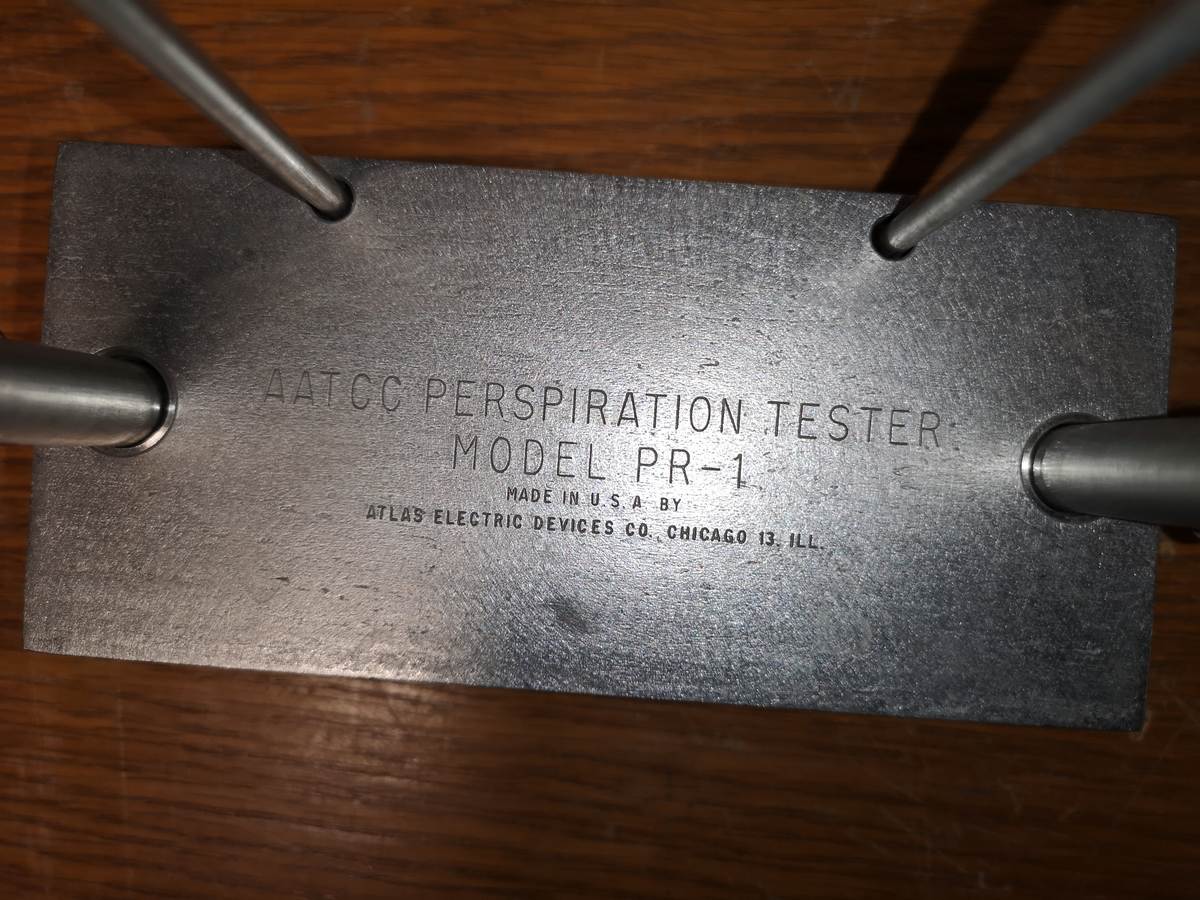 AATCC PERSPIRATION TESTER
MODEL PR-1
MADE IN U.S.A. BY
ATLAS ELECTRIC DEVICES CO., CHICAGO 13, ILL.